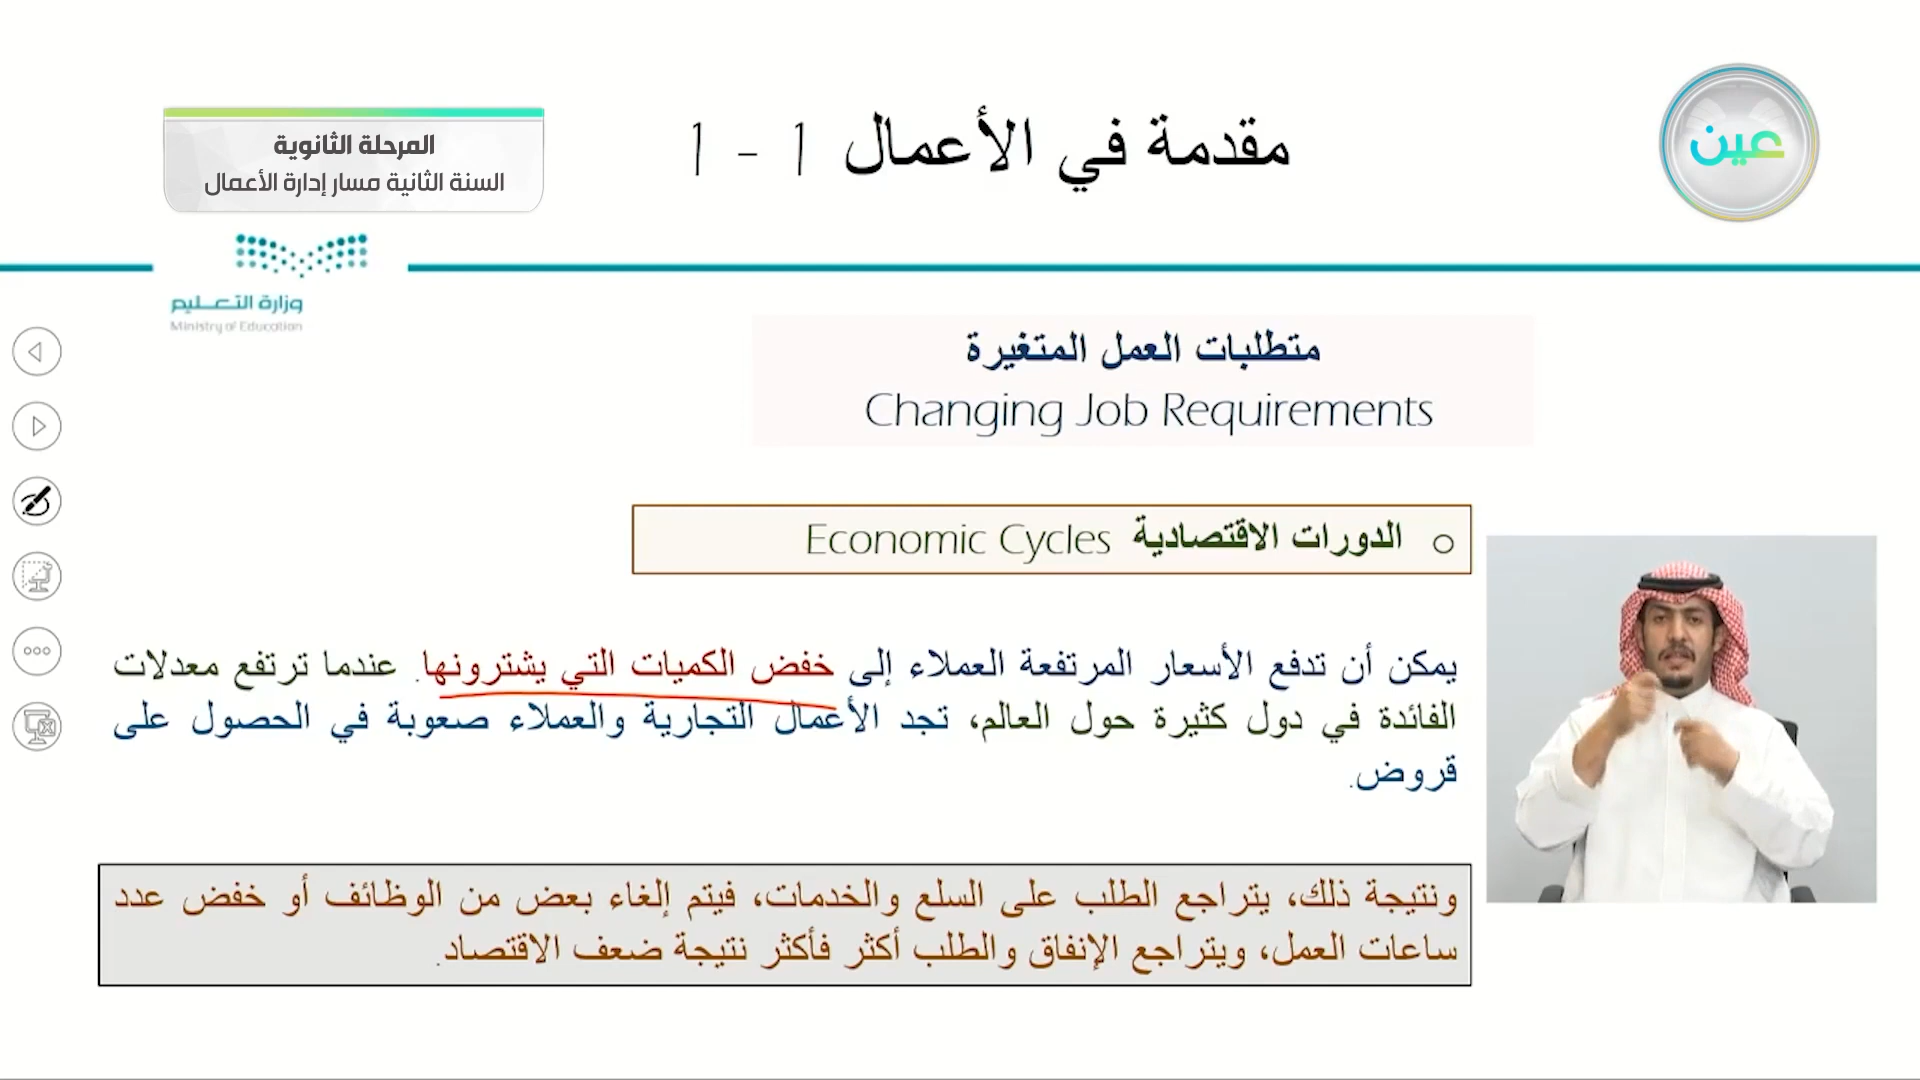 عين
مقدمة في الأعمال 1 - 1
المرحلة الثانوية
السنة الثانية مسار إدارة الأعمال
وزارة التعليم
Ministry of Education
متطلبات العمل المتغيرة
Changing Job Requirements
o الدورات الاقتصادية Economic Cycles
يمكن أن تدفع الأسعار المرتفعة العملاء إلى خفض الكميات التي يشترونها. عندما ترتفع معدلات
الفائدة في دول كثيرة حول العالم، تجد الأعمال التجارية والعملاء صعوبة في الحصول على
قروض.
ونتيجة ذلك، يتراجع الطلب على السلع والخدمات، فيتم إلغاء بعض من الوظائف أو خفض عدد
ساعات العمل، ويتراجع الإنفاق والطلب أكثر فأكثر نتيجة ضعف الاقتصاد.